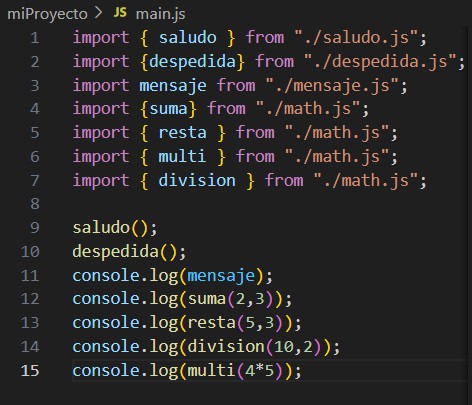 miProyecto > JS main.js
1 import { saludo } from "./saludo.js";
2 import {despedida} from "./despedida.js";
3 import mensaje from "./mensaje.js";
4 import {suma} from "./math.js";
5 import { resta } from "./math.js";
6 import { multi } from "./math.js";
7 import { division } from "./math.js";
8
9 saludo();
10 despedida();
11 console.log(mensaje);
12 console.log(suma(2,3));
13 console.log(resta(5,3));
14 console.log(division(10,2));
15 console.log(multi(4*5));